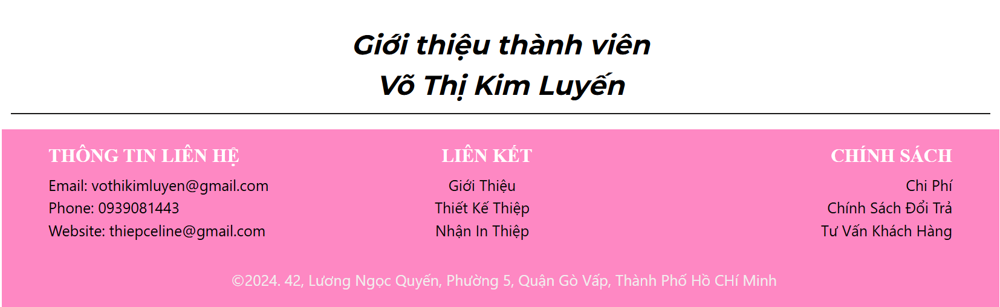 Giới thiệu thành viên
Võ Thị Kim Luyến
THÔNG TIN LIÊN HỆ
Email: vothikimluyen@gmail.com
Phone: 0939081443
Website: thiepceline@gmail.com
LIÊN KẾT
Giới Thiệu
Thiết Kế Thiệp
Nhận In Thiệp
CHÍNH SÁCH
Chi Phí
Chính Sách Đổi Trả
Tư Vấn Khách Hàng
©2024. 42, Lương Ngọc Quyến, Phường 5, Quận Gò Vấp, Thành Phố Hồ CHí Minh